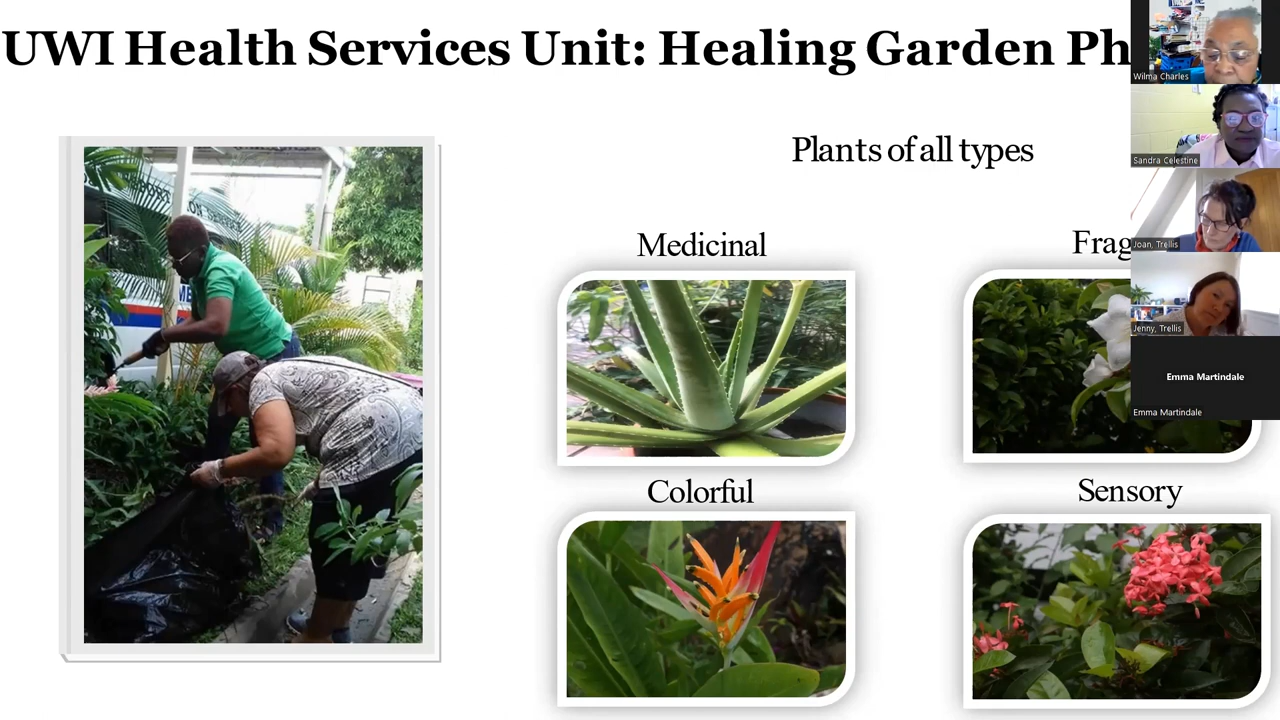 UWI Health Services Unit: Healing Garden Ph
Plants of all types
Medicinal
Frag
Colorful
Sensory
Wilma Charles
Sandra Celestine
Joan, Trellis
Jenny, Trellis
Emma Martindale
Emma Martindale